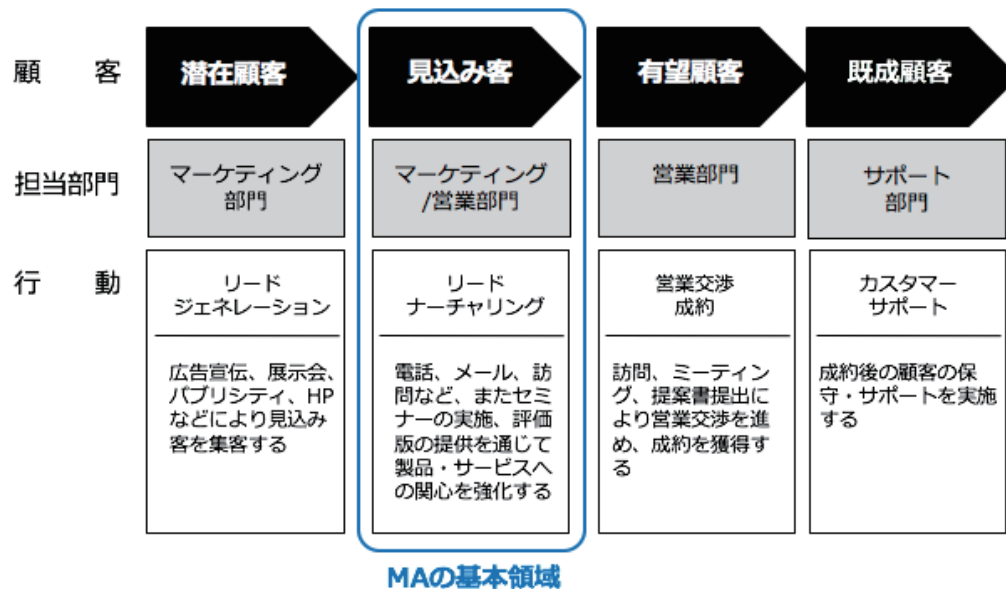 顧　客
潜在顧客
見込み客
有望顧客
既成顧客
担当部門
マーケティング
部門
マーケティング
/営業部門
営業部門
サポート
部門
行　動
リード
ジェネレーション
広告宣伝、展示会、
パブリシティ、HP
などにより見込み
客を集客する
リード
ナーチャリング
電話、メール、訪
問など、またセミ
ナーの実施、評価
版の提供を通じて
製品・サービスへ
の関心を強化する
営業交渉
成約
訪問、ミーティン
グ、提案書提出に
より営業交渉を進
め、成約を獲得す
る
カスタマー
サポート
成約後の顧客の保
守・サポートを実施
する
MAの基本領域